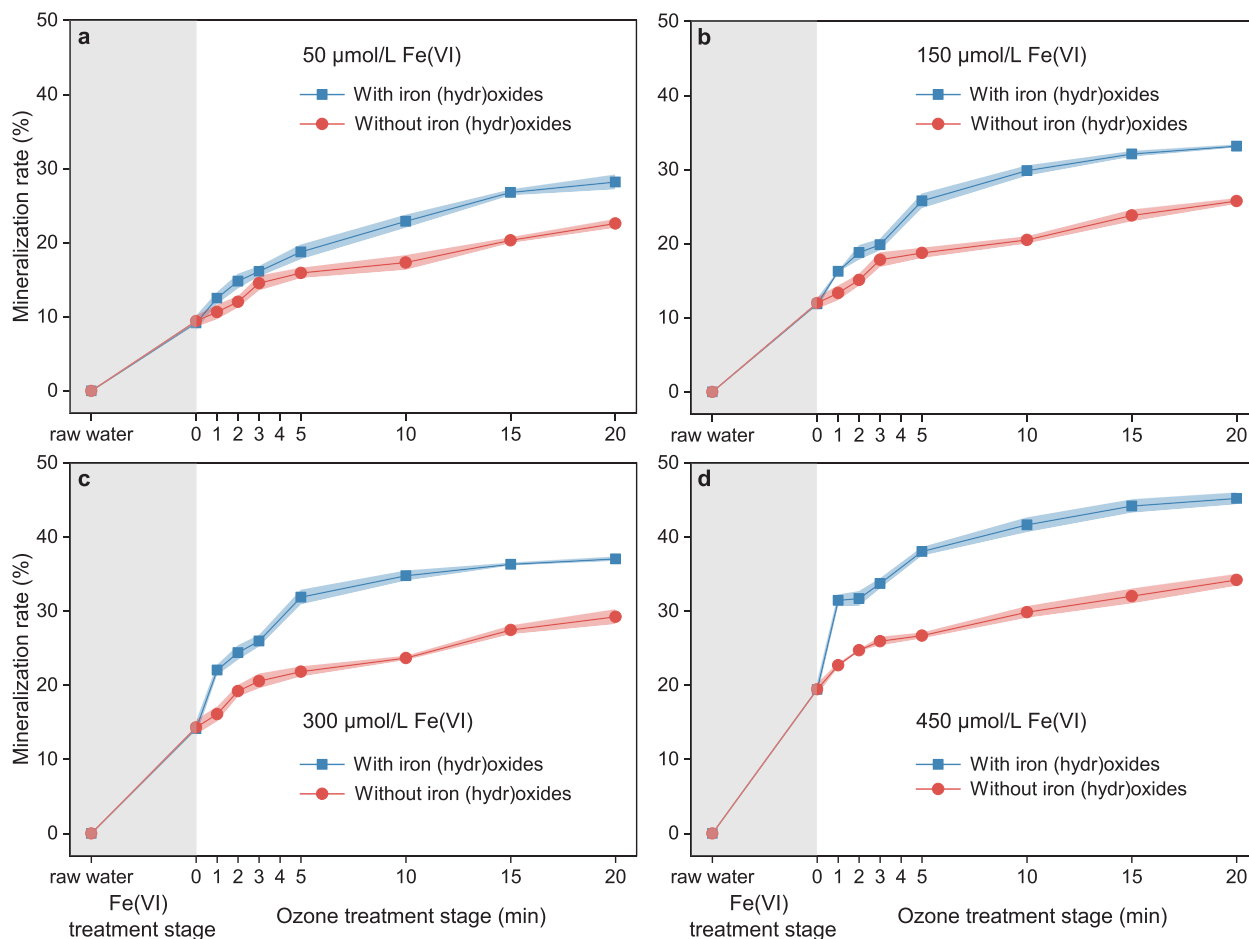 a
50 μmol/L Fe(VI)
With iron (hydr)oxides
Without iron (hydr)oxides
Mineralization rate (%)
50
40
30
20
10
0
raw water
0 1 2 3 4 5 10 15 20
b
150 μmol/L Fe(VI)
With iron (hydr)oxides
Without iron (hydr)oxides
50
40
30
20
10
0
raw water
0 1 2 3 4 5 10 15 20
c
300 μmol/L Fe(VI)
With iron (hydr)oxides
Without iron (hydr)oxides
Mineralization rate (%)
50
40
30
20
10
0
raw water
0 1 2 3 4 5 10 15 20
Fe(VI)
treatment stage
Ozone treatment stage (min)
d
450 μmol/L Fe(VI)
With iron (hydr)oxides
Without iron (hydr)oxides
50
40
30
20
10
0
raw water
0 1 2 3 4 5 10 15 20
Fe(VI)
treatment stage
Ozone treatment stage (min)